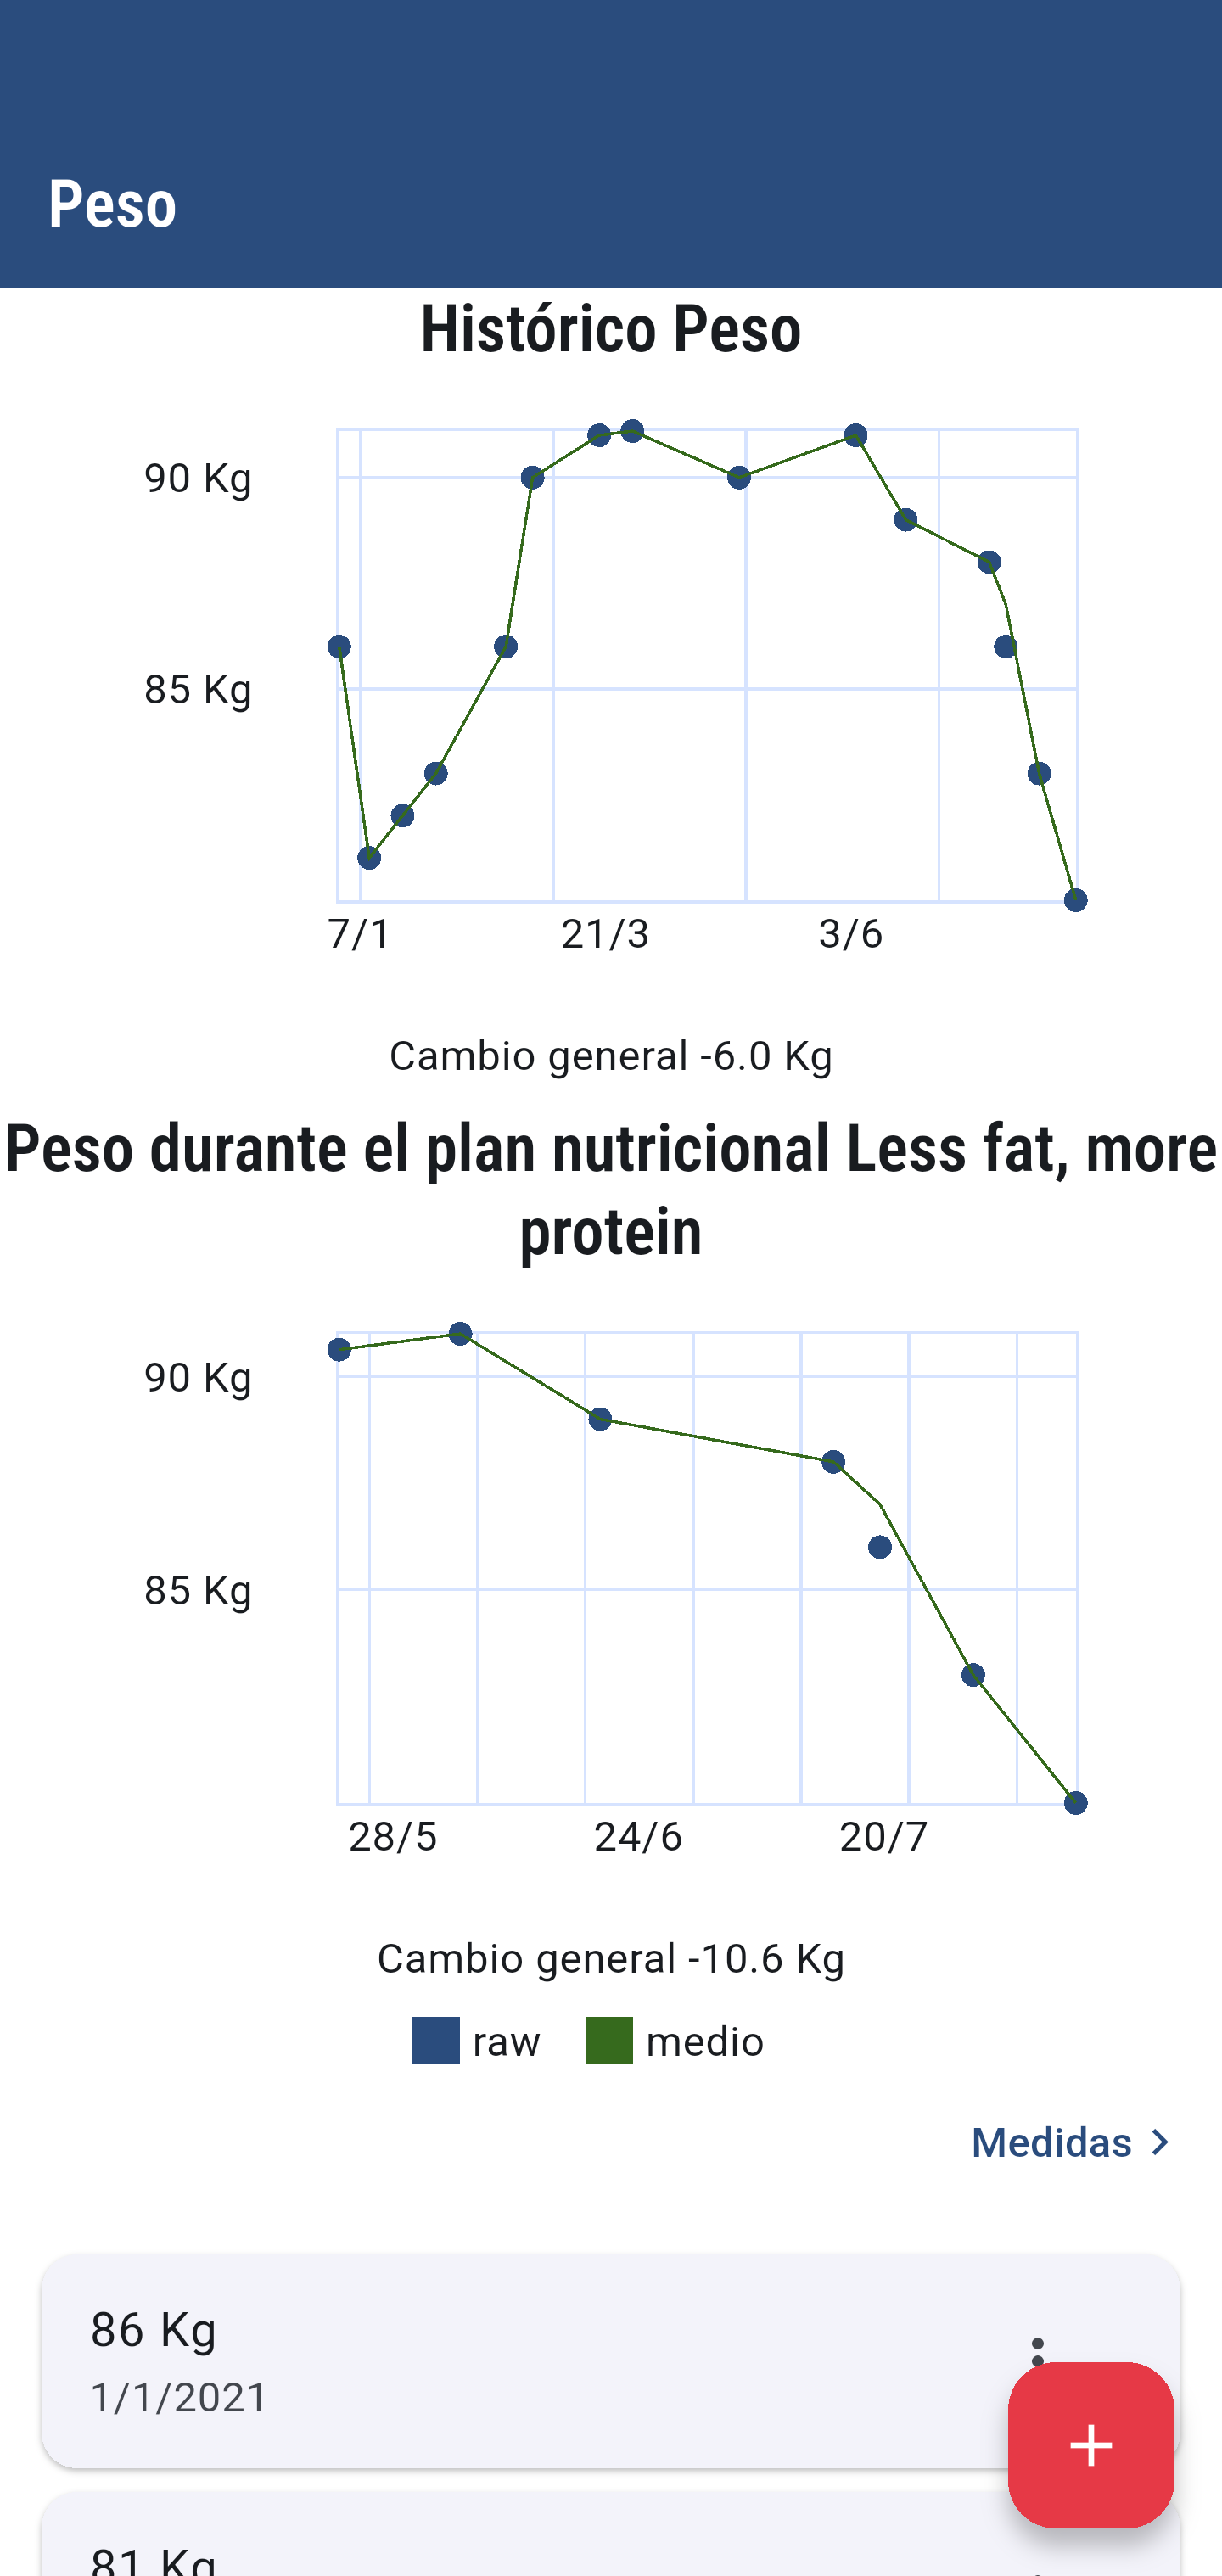 Peso
Histórico Peso
90 Kg
85 Kg
7/1 21/3 3/6
Cambio general -6.0 Kg
Peso durante el plan nutricional Less fat, more
protein
90 Kg
85 Kg
28/5 24/6 20/7
Cambio general -10.6 Kg
raw medio
Medidas
86 Kg
1/1/2021
81 Kg